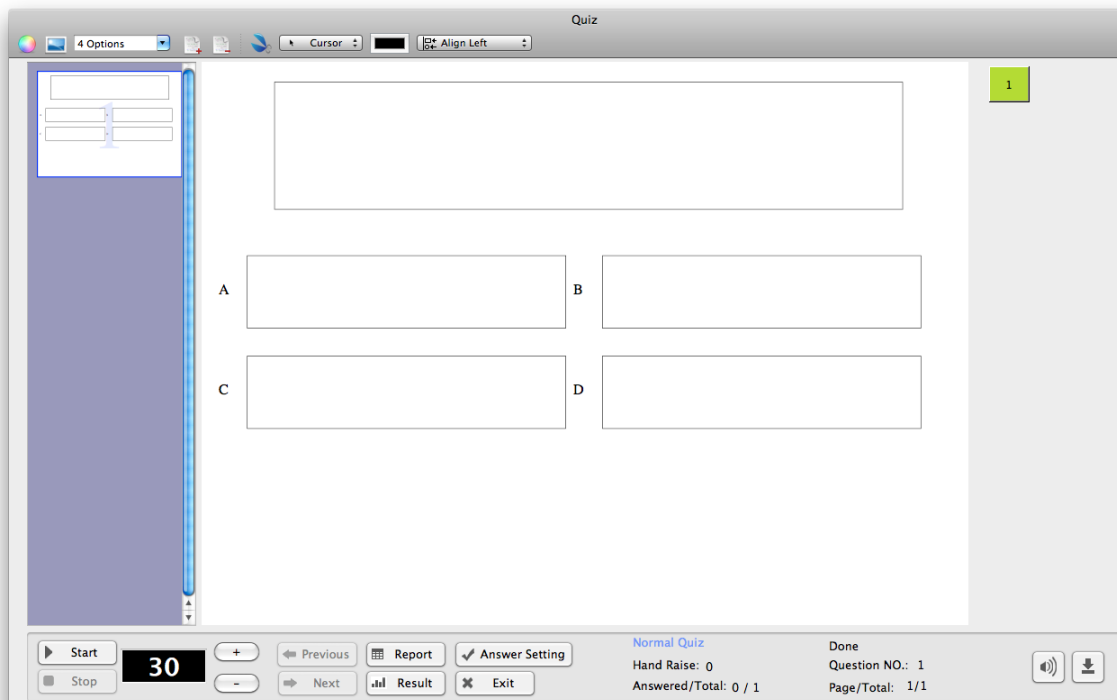 Quiz
4 Options Cursor Align Left
1
1
A B
C D
Start 30 + Previous Report Answer Setting
Stop - Next Result Exit
Normal Quiz Done
Hand Raise: 0 Question NO.: 1
Answered/Total: 0 / 1 Page/Total: 1/1